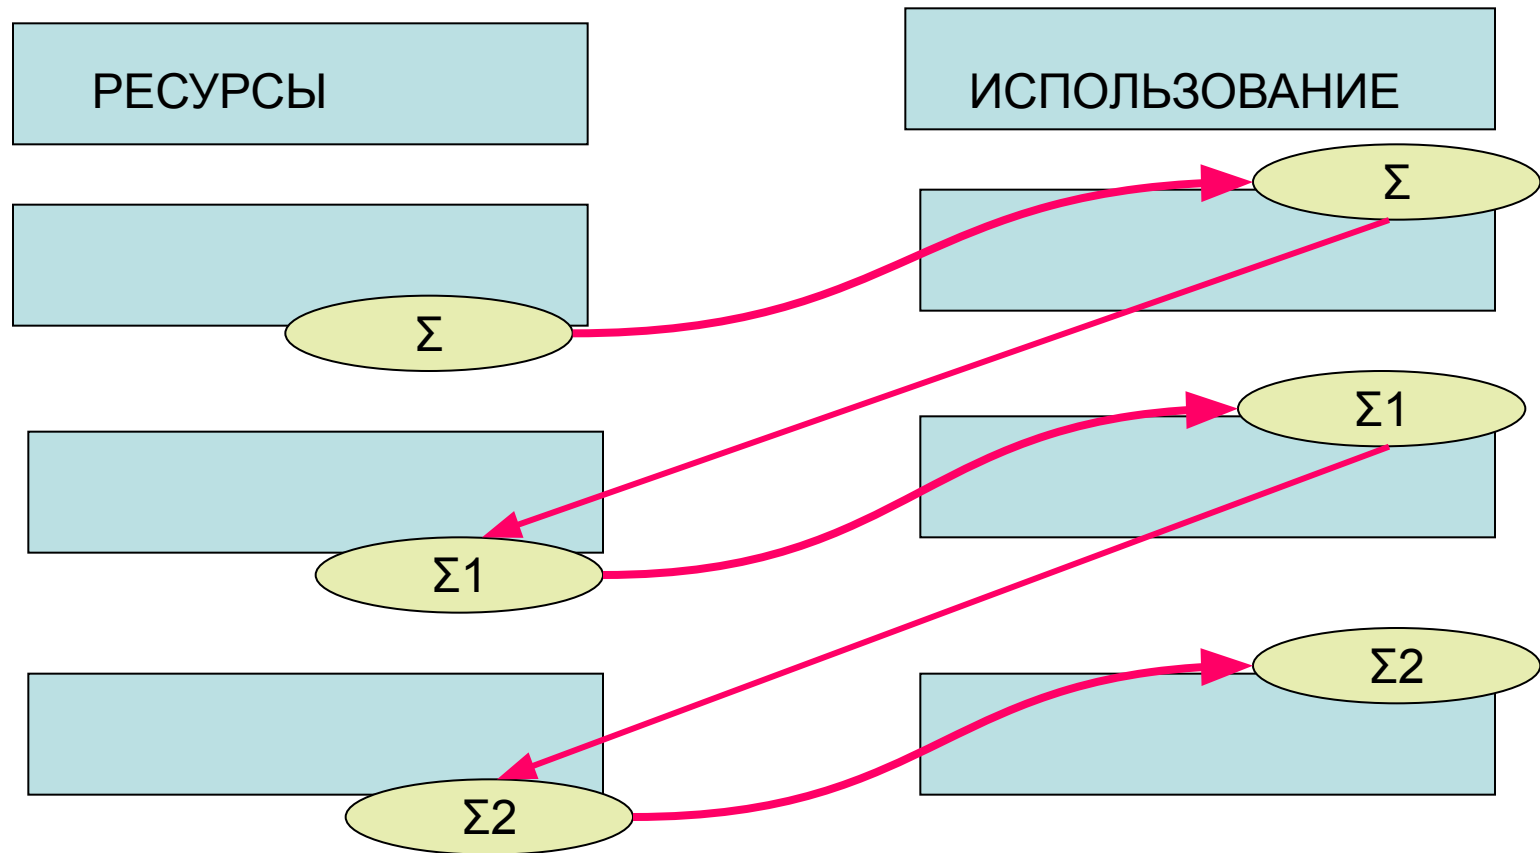 РЕСУРСЫ
ИСПОЛЬЗОВАНИЕ
Σ
Σ
Σ1
Σ1
Σ2
Σ2